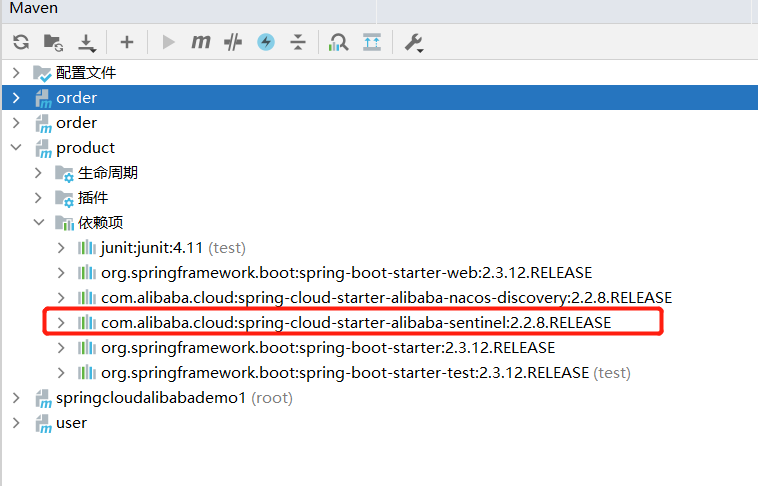 Maven
配置文件
order
order
product
生命周期
插件
依赖项
junit:junit:4.11 (test)
org.springframework.boot:spring-boot-starter-web:2.3.12.RELEASE
com.alibaba.cloud:spring-cloud-starter-alibaba-nacos-discovery:2.2.8.RELEASE
com.alibaba.cloud:spring-cloud-starter-alibaba-sentinel:2.2.8.RELEASE
org.springframework.boot:spring-boot-starter:2.3.12.RELEASE
org.springframework.boot:spring-boot-starter-test:2.3.12.RELEASE (test)
springcloudalibabademo1 (root)
user